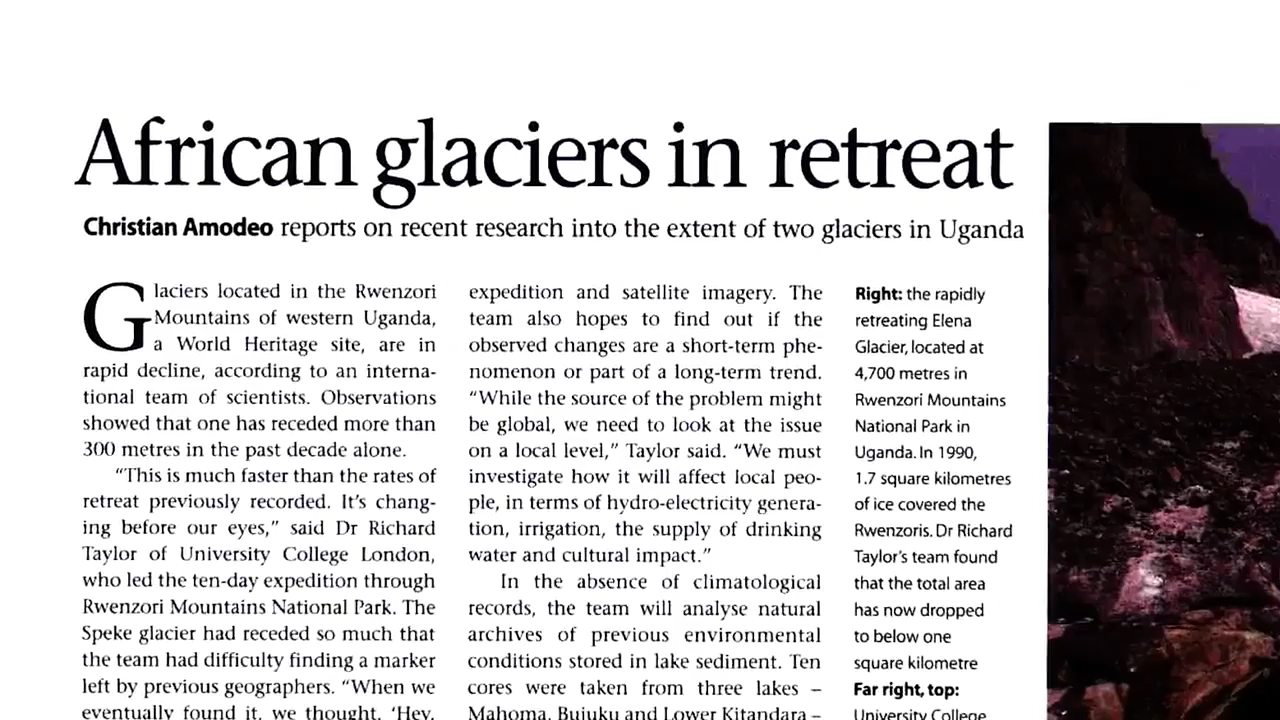 African glaciers in retreat
Christian Amodeo reports on recent research into the extent of two glaciers in Uganda
Glaciers located in the Rwenzori
Mountains of western Uganda,
a World Heritage site, are in
rapid decline, according to an interna-
tional team of scientists. Observations
showed that one has receded more than
300 metres in the past decade alone.
"This is much faster than the rates of
retreat previously recorded. It's chang-
ing before our eyes," said Dr Richard
Taylor of University College London,
who led the ten-day expedition through
Rwenzori Mountains National Park. The
Speke glacier had receded so much that
the team had difficulty finding a marker
left by previous geographers. "When we
eventually found it, we thought, 'Hey,
expedition and satellite imagery. The
team also hopes to find out if the
observed changes are a short-term phe-
nomenon or part of a long-term trend.
"While the source of the problem might
be global, we need to look at the issue
on a local level," Taylor said. "We must
investigate how it will affect local peo-
ple, in terms of hydro-electricity genera-
tion, irrigation, the supply of drinking
water and cultural impact."
In the absence of climatological
records, the team will analyse natural
archives of previous environmental
conditions stored in lake sediment. Ten
cores were taken from three lakes –
Mahoma, Bujuku and Lower Kitandara –
Right: the rapidly
retreating Elena
Glacier, located at
4,700 metres in
Rwenzori Mountains
National Park in
Uganda. In 1990,
1.7 square kilometres
of ice covered the
Rwenzoris. Dr Richard
Taylor's team found
that the total area
has now dropped
to below one
square kilometre
Far right, top:
University College